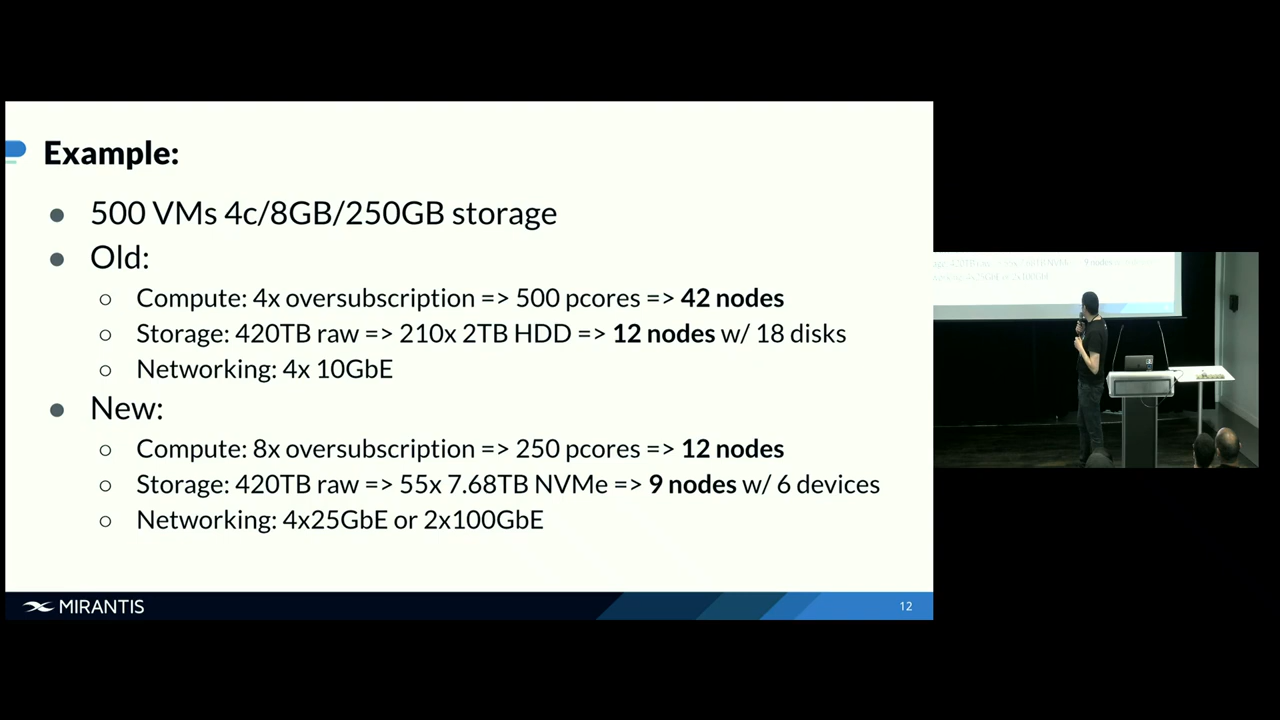 Example:
● 500 VMs 4c/8GB/250GB storage
● Old:
○ Compute: 4x oversubscription => 500 pcores => 42 nodes
○ Storage: 420TB raw => 210x 2TB HDD => 12 nodes w/ 18 disks
○ Networking: 4x 10GbE
● New:
○ Compute: 8x oversubscription => 250 pcores => 12 nodes
○ Storage: 420TB raw => 55x 7.68TB NVMe => 9 nodes w/ 6 devices
○ Networking: 4x25GbE or 2x100GbE
MIRANTIS
12